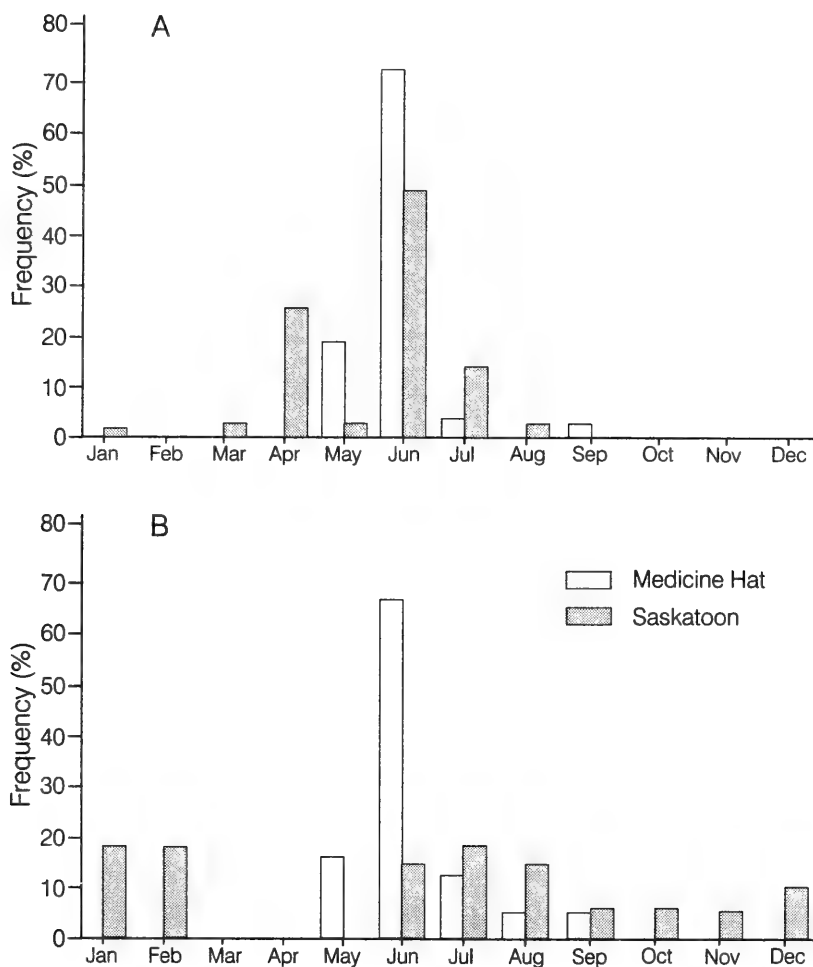 A
Frequency (%)
80
70
60
50
40
30
20
10
0
Jan Feb Mar Apr May Jun Jul Aug Sep Oct Nov Dec
B
Frequency (%)
80
70
60
50
40
30
20
10
0
Medicine Hat
Saskatoon
Jan Feb Mar Apr May Jun Jul Aug Sep Oct Nov Dec